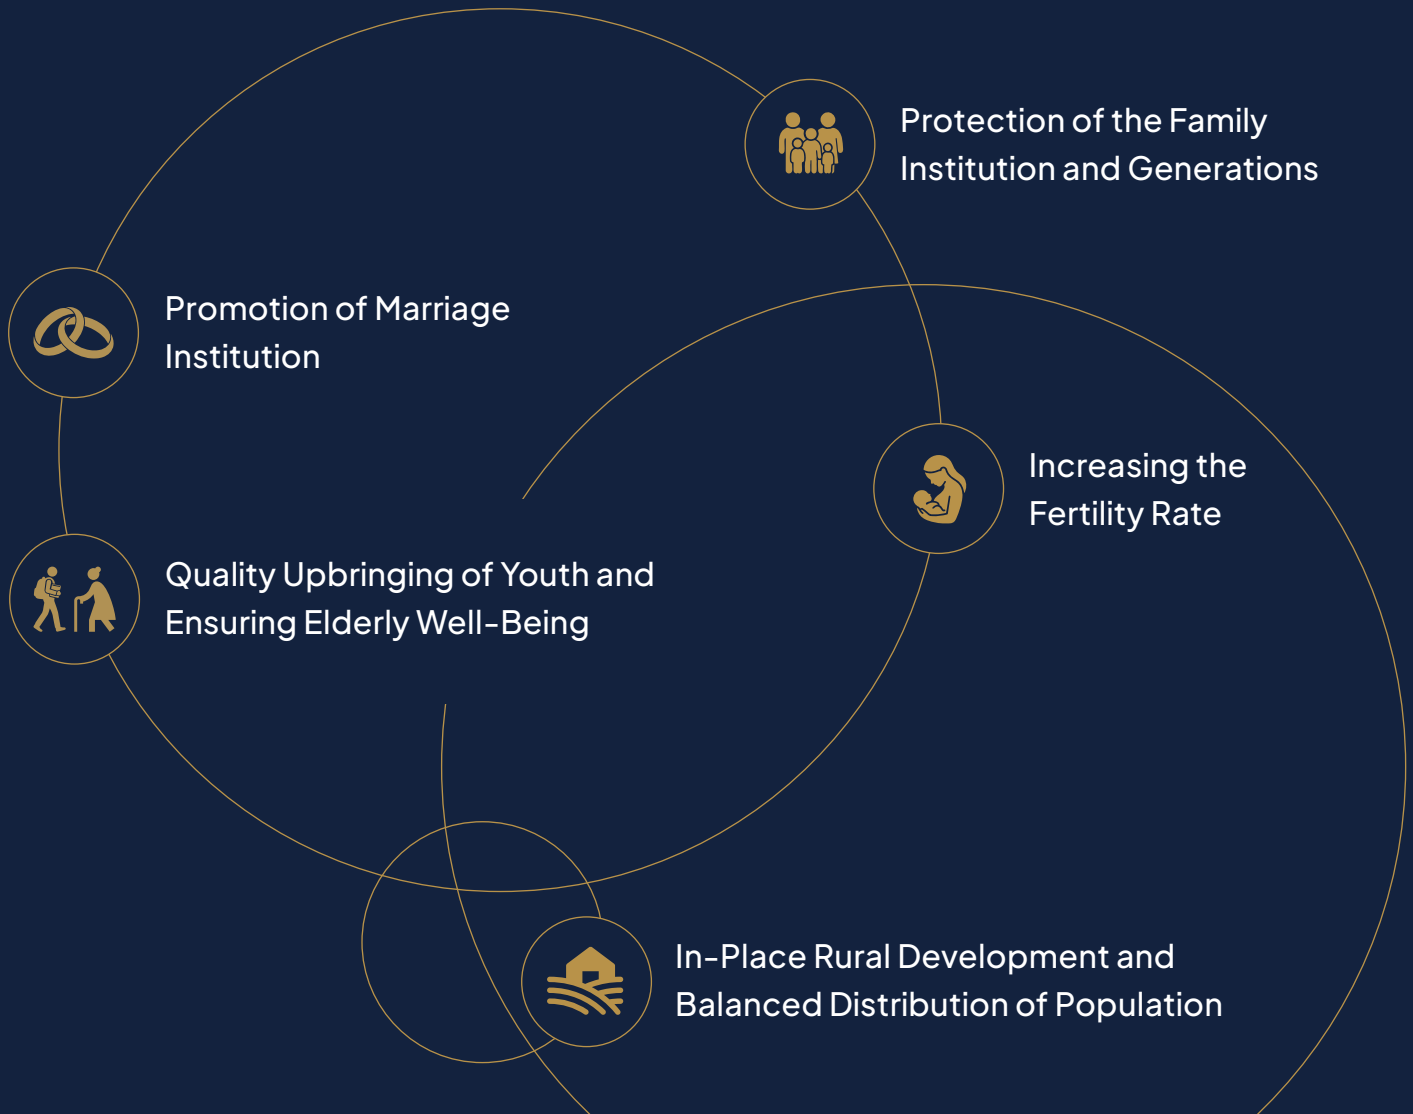 Protection of the Family
Institution and Generations
Promotion of Marriage
Institution
Increasing the
Fertility Rate
Quality Upbringing of Youth and
Ensuring Elderly Well-Being
In-Place Rural Development and
Balanced Distribution of Population